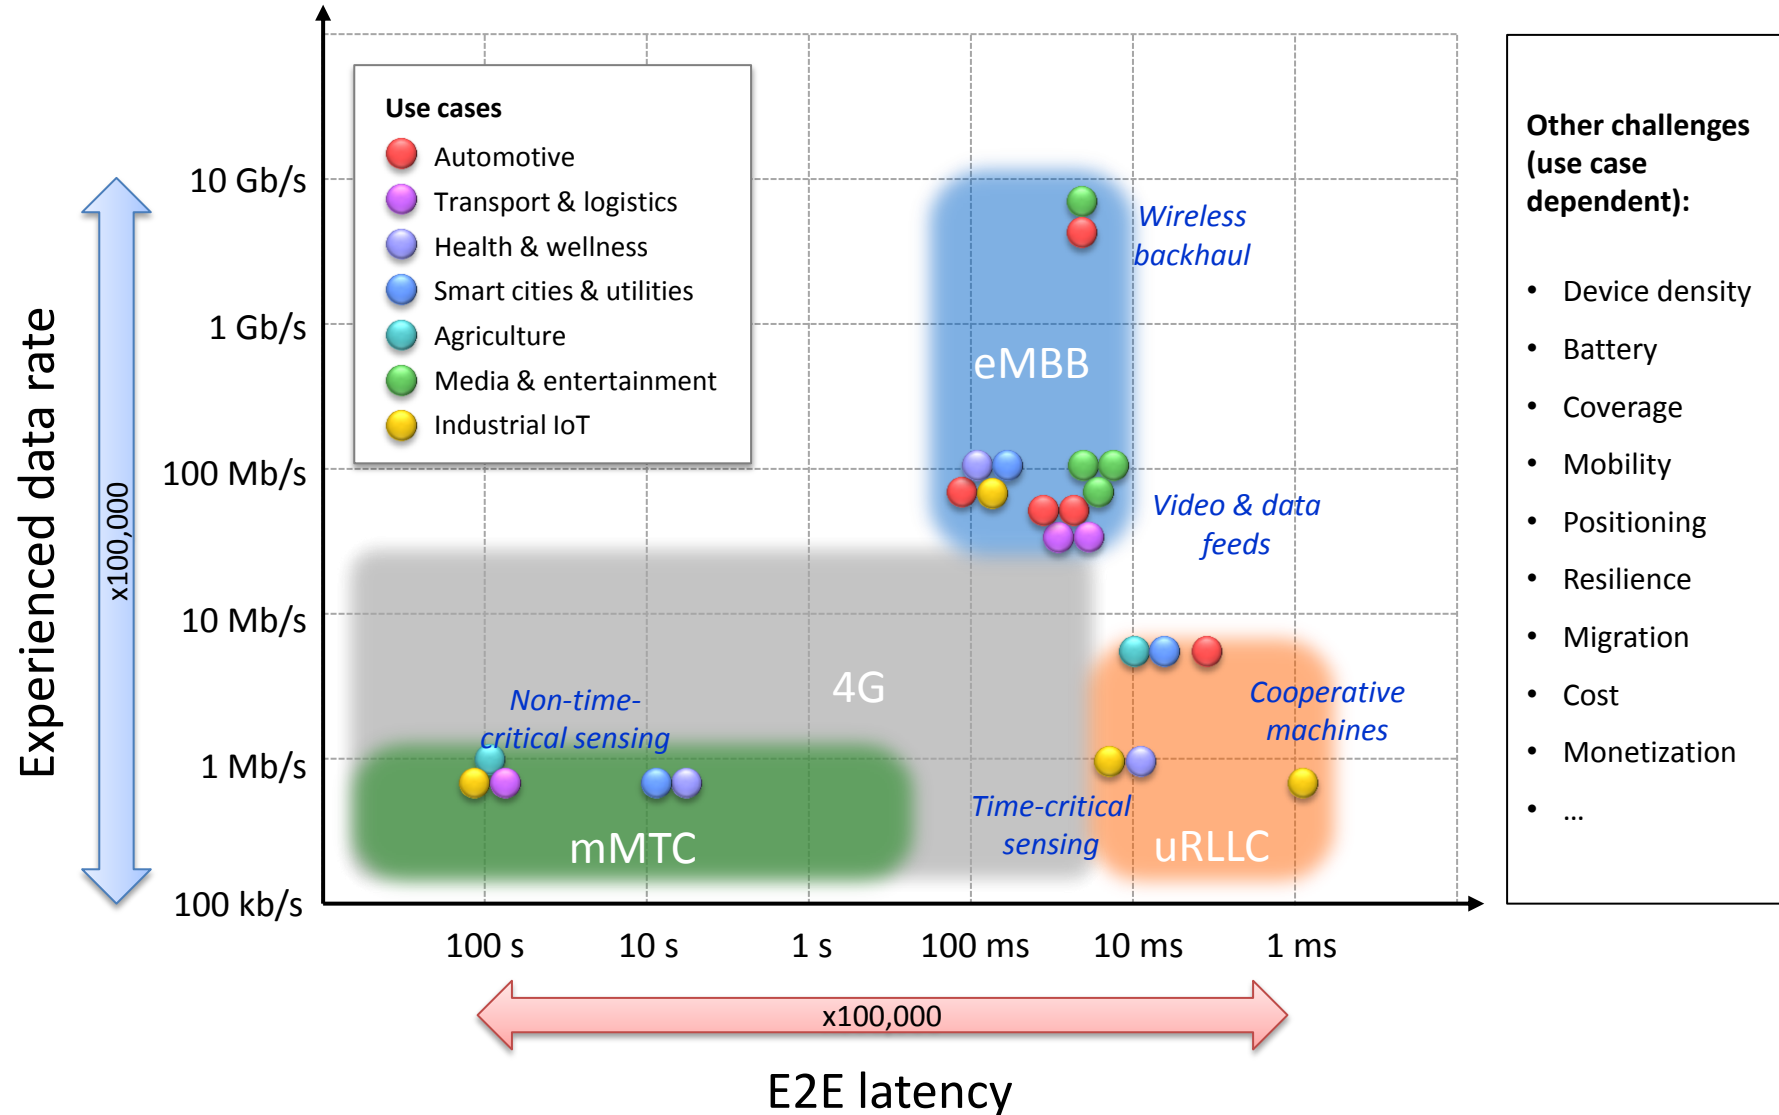 Use cases
Automotive
Transport & logistics
Health & wellness
Smart cities & utilities
Agriculture
Media & entertainment
Industrial IoT
Experienced data rate
x100,000
10 Gb/s
1 Gb/s
100 Mb/s
10 Mb/s
1 Mb/s
100 kb/s
Wireless
backhaul
eMBB
Video & data
feeds
4G
Non-time-
critical sensing
mMTC
Cooperative
machines
Time-critical
sensing
uRLLC
100 s
10 s
1 s
100 ms
10 ms
1 ms
x100,000
E2E latency
Other challenges
(use case
dependent):
• Device density
• Battery
• Coverage
• Mobility
• Positioning
• Resilience
• Migration
• Cost
• Monetization
• ...